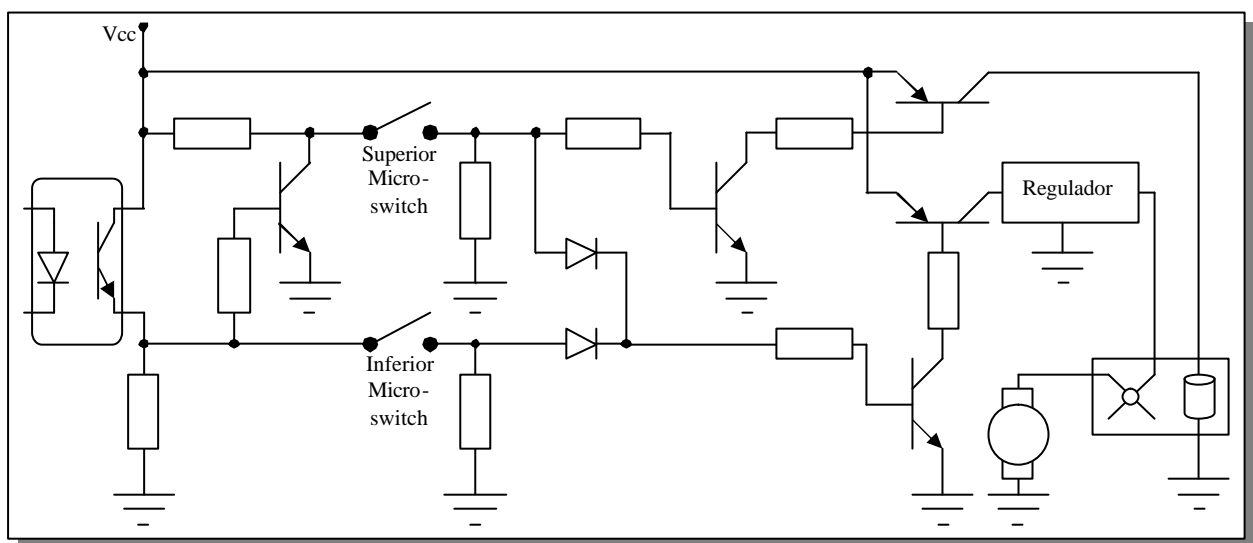 Vcc
Superior
Micro-
switch
Regulador
Inferior
Micro-
switch